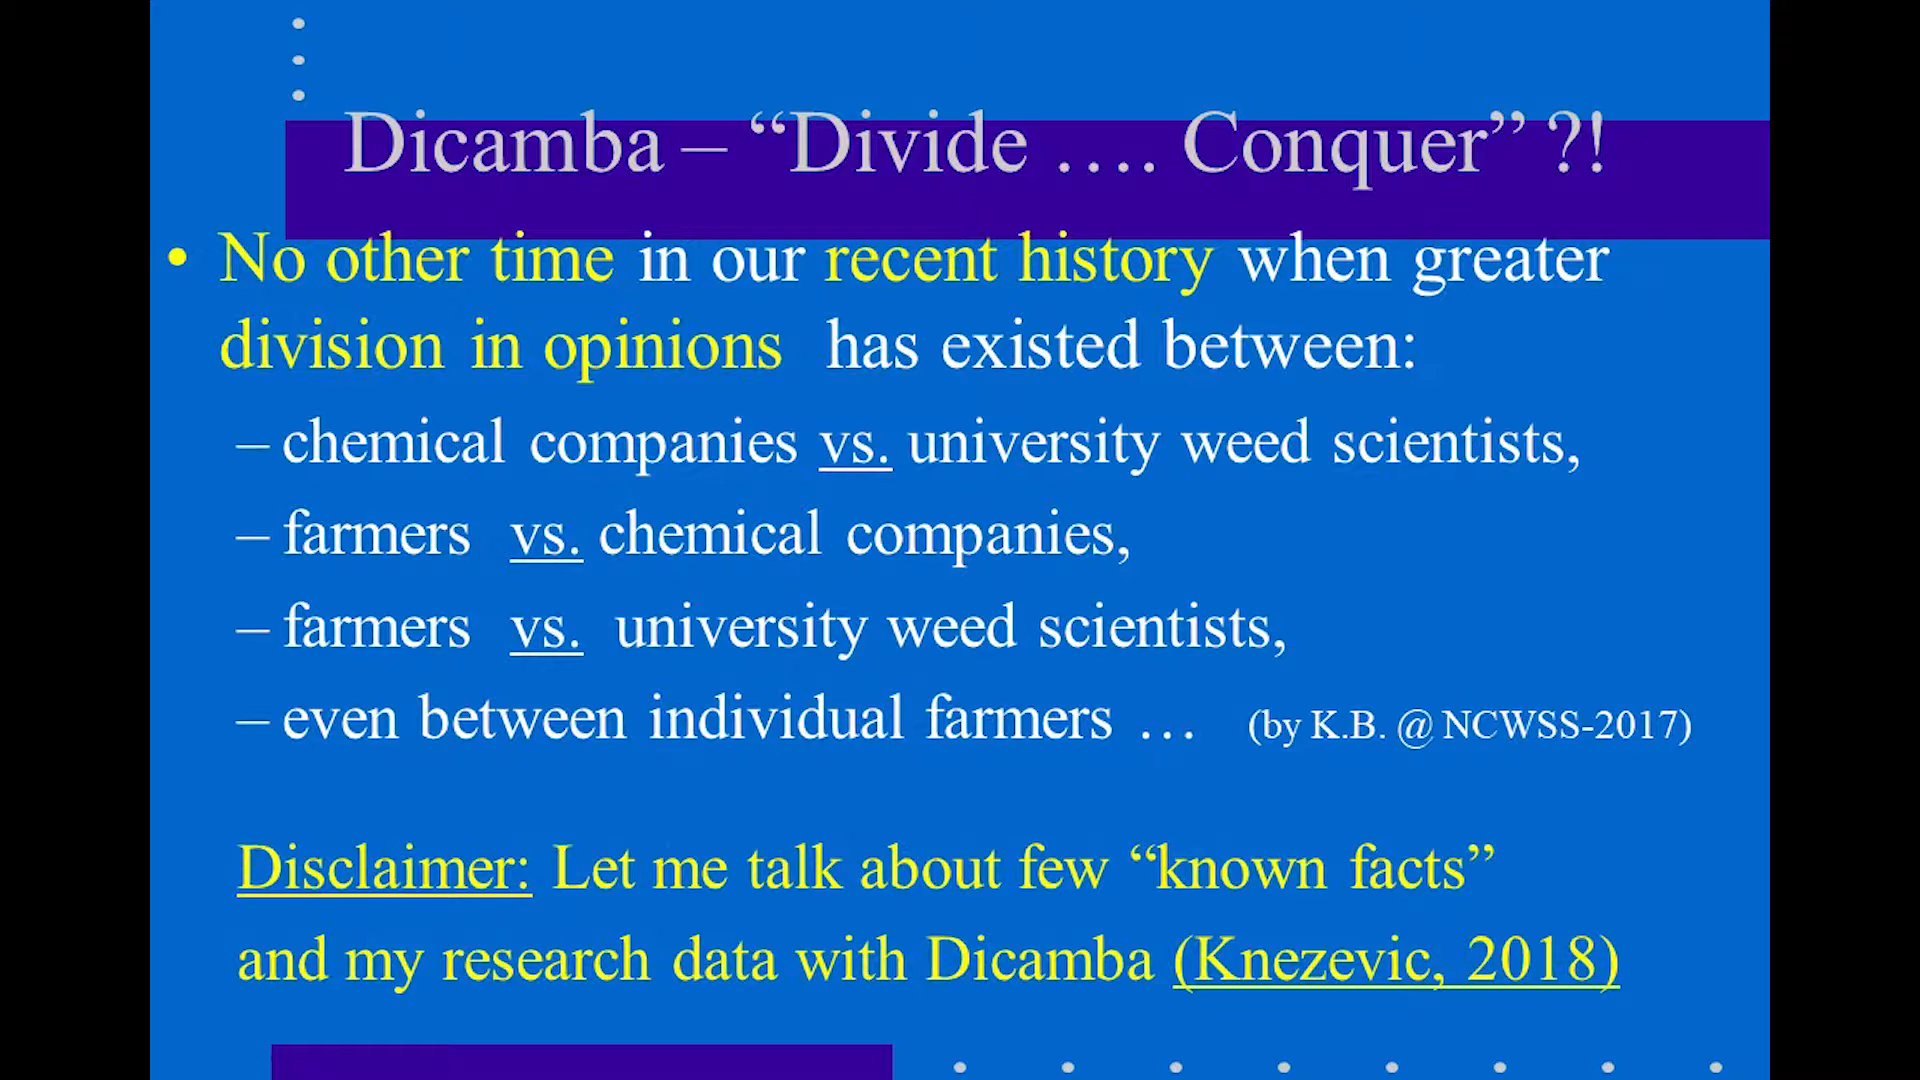 Dicamba – “Divide …. Conquer” ?!
• No other time in our recent history when greater
division in opinions has existed between:
– chemical companies vs. university weed scientists,
– farmers vs. chemical companies,
– farmers vs. university weed scientists,
– even between individual farmers … (by K.B. @ NCWSS-2017)
Disclaimer: Let me talk about few “known facts”
and my research data with Dicamba (Knezevic, 2018)